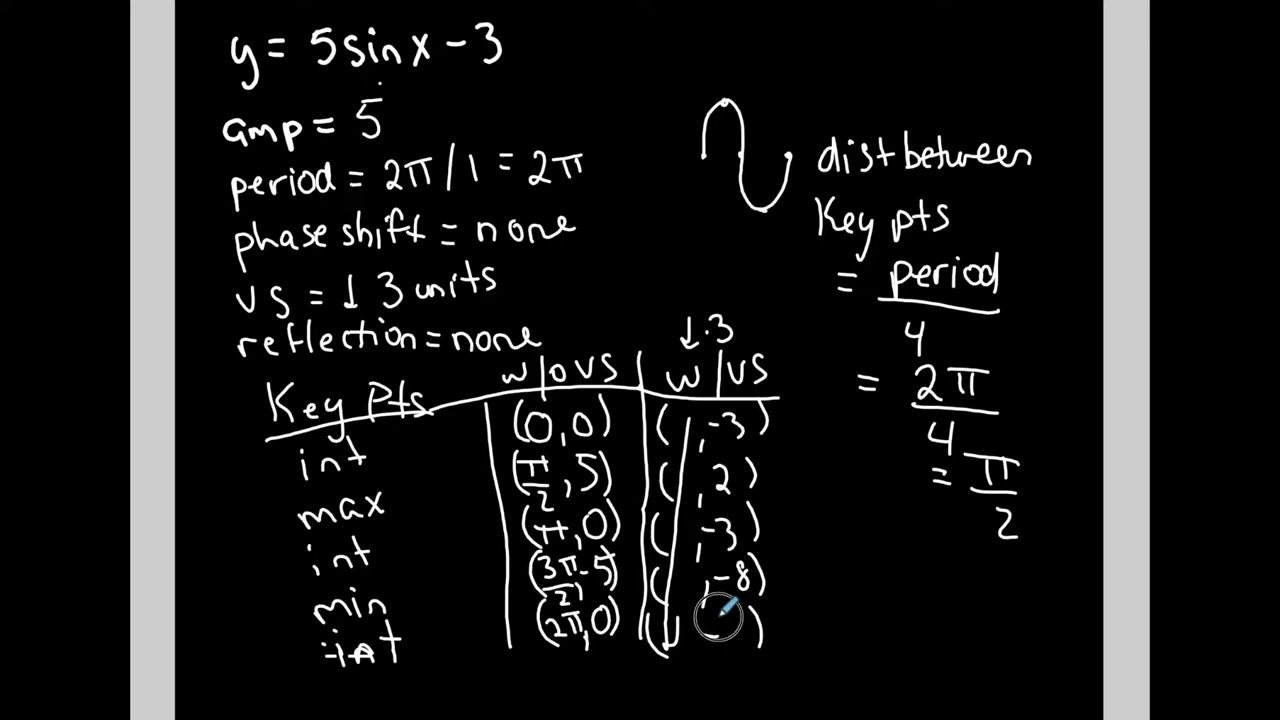 y = 5sinx - 3
amp = 5
period = 2π/1 = 2π
phase shift = none
VS = ↓ 3 units
reflection = none
dist between
Key pts
= period
4
= 2π
4
= π
2
↓ 3
Key Pts w/o VS w/VS
int (0, 0) ( , -3)
max (π/2, 5) ( , 2)
int (π, 0) ( , -3)
min (3π/2, -5) ( , -8)
int (2π, 0) ( )